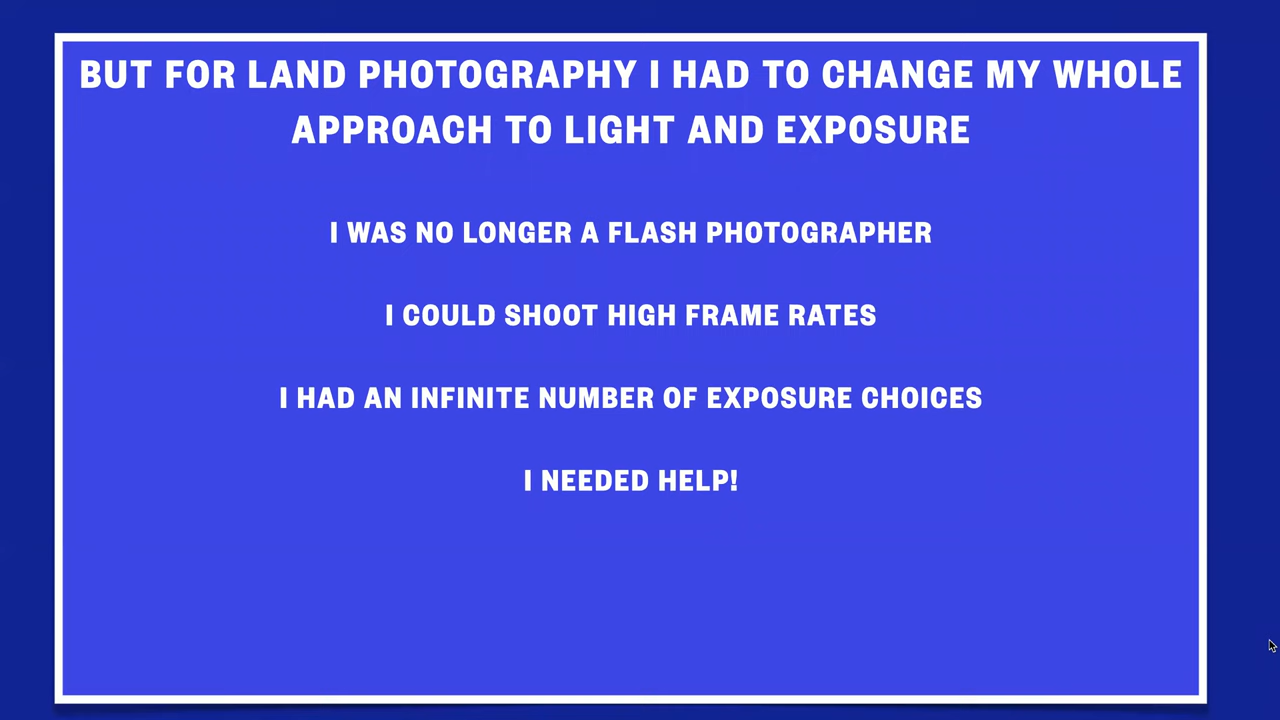 BUT FOR LAND PHOTOGRAPHY I HAD TO CHANGE MY WHOLE
APPROACH TO LIGHT AND EXPOSURE
I WAS NO LONGER A FLASH PHOTOGRAPHER
I COULD SHOOT HIGH FRAME RATES
I HAD AN INFINITE NUMBER OF EXPOSURE CHOICES
I NEEDED HELP!